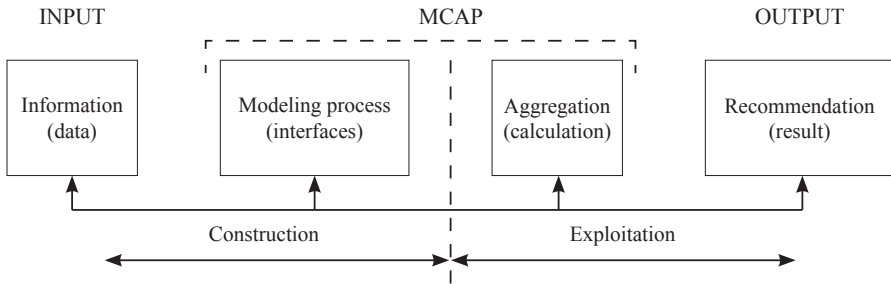 INPUT
MCAP
OUTPUT
Information
(data)
Modeling process
(interfaces)
Aggregation
(calculation)
Recommendation
(result)
Construction
Exploitation